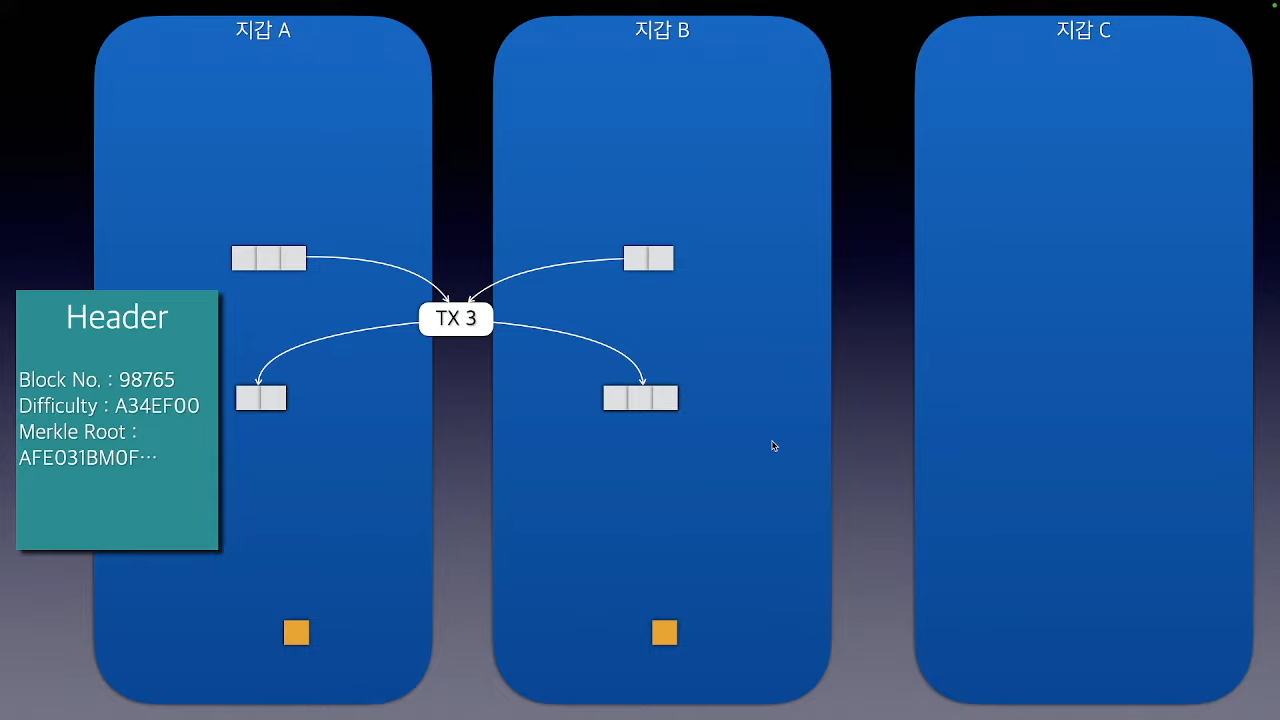 지갑 A
지갑 B
지갑 C
TX 3
Header
Block No. : 98765
Difficulty : A34EF00
Merkle Root :
AFE031BM0F…